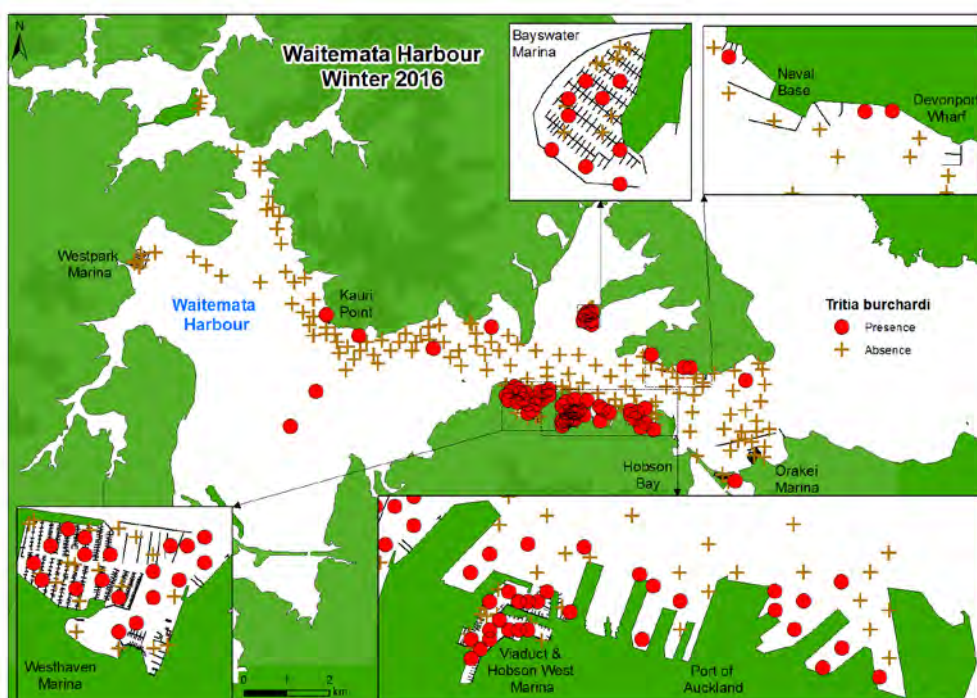 N
Waitemata Harbour
Winter 2016
Bayswater
Marina
Naval
Base
Devonport
Wharf
Westpark
Marina
Waitemata
Harbour
Kauri
Point
Tritia burchardi
Presence
Absence
Hobson
Bay
Orakei
Marina
Westhaven
Marina
0 1 2
km
Viaduct &
Hobson West
Marina
Port of
Auckland